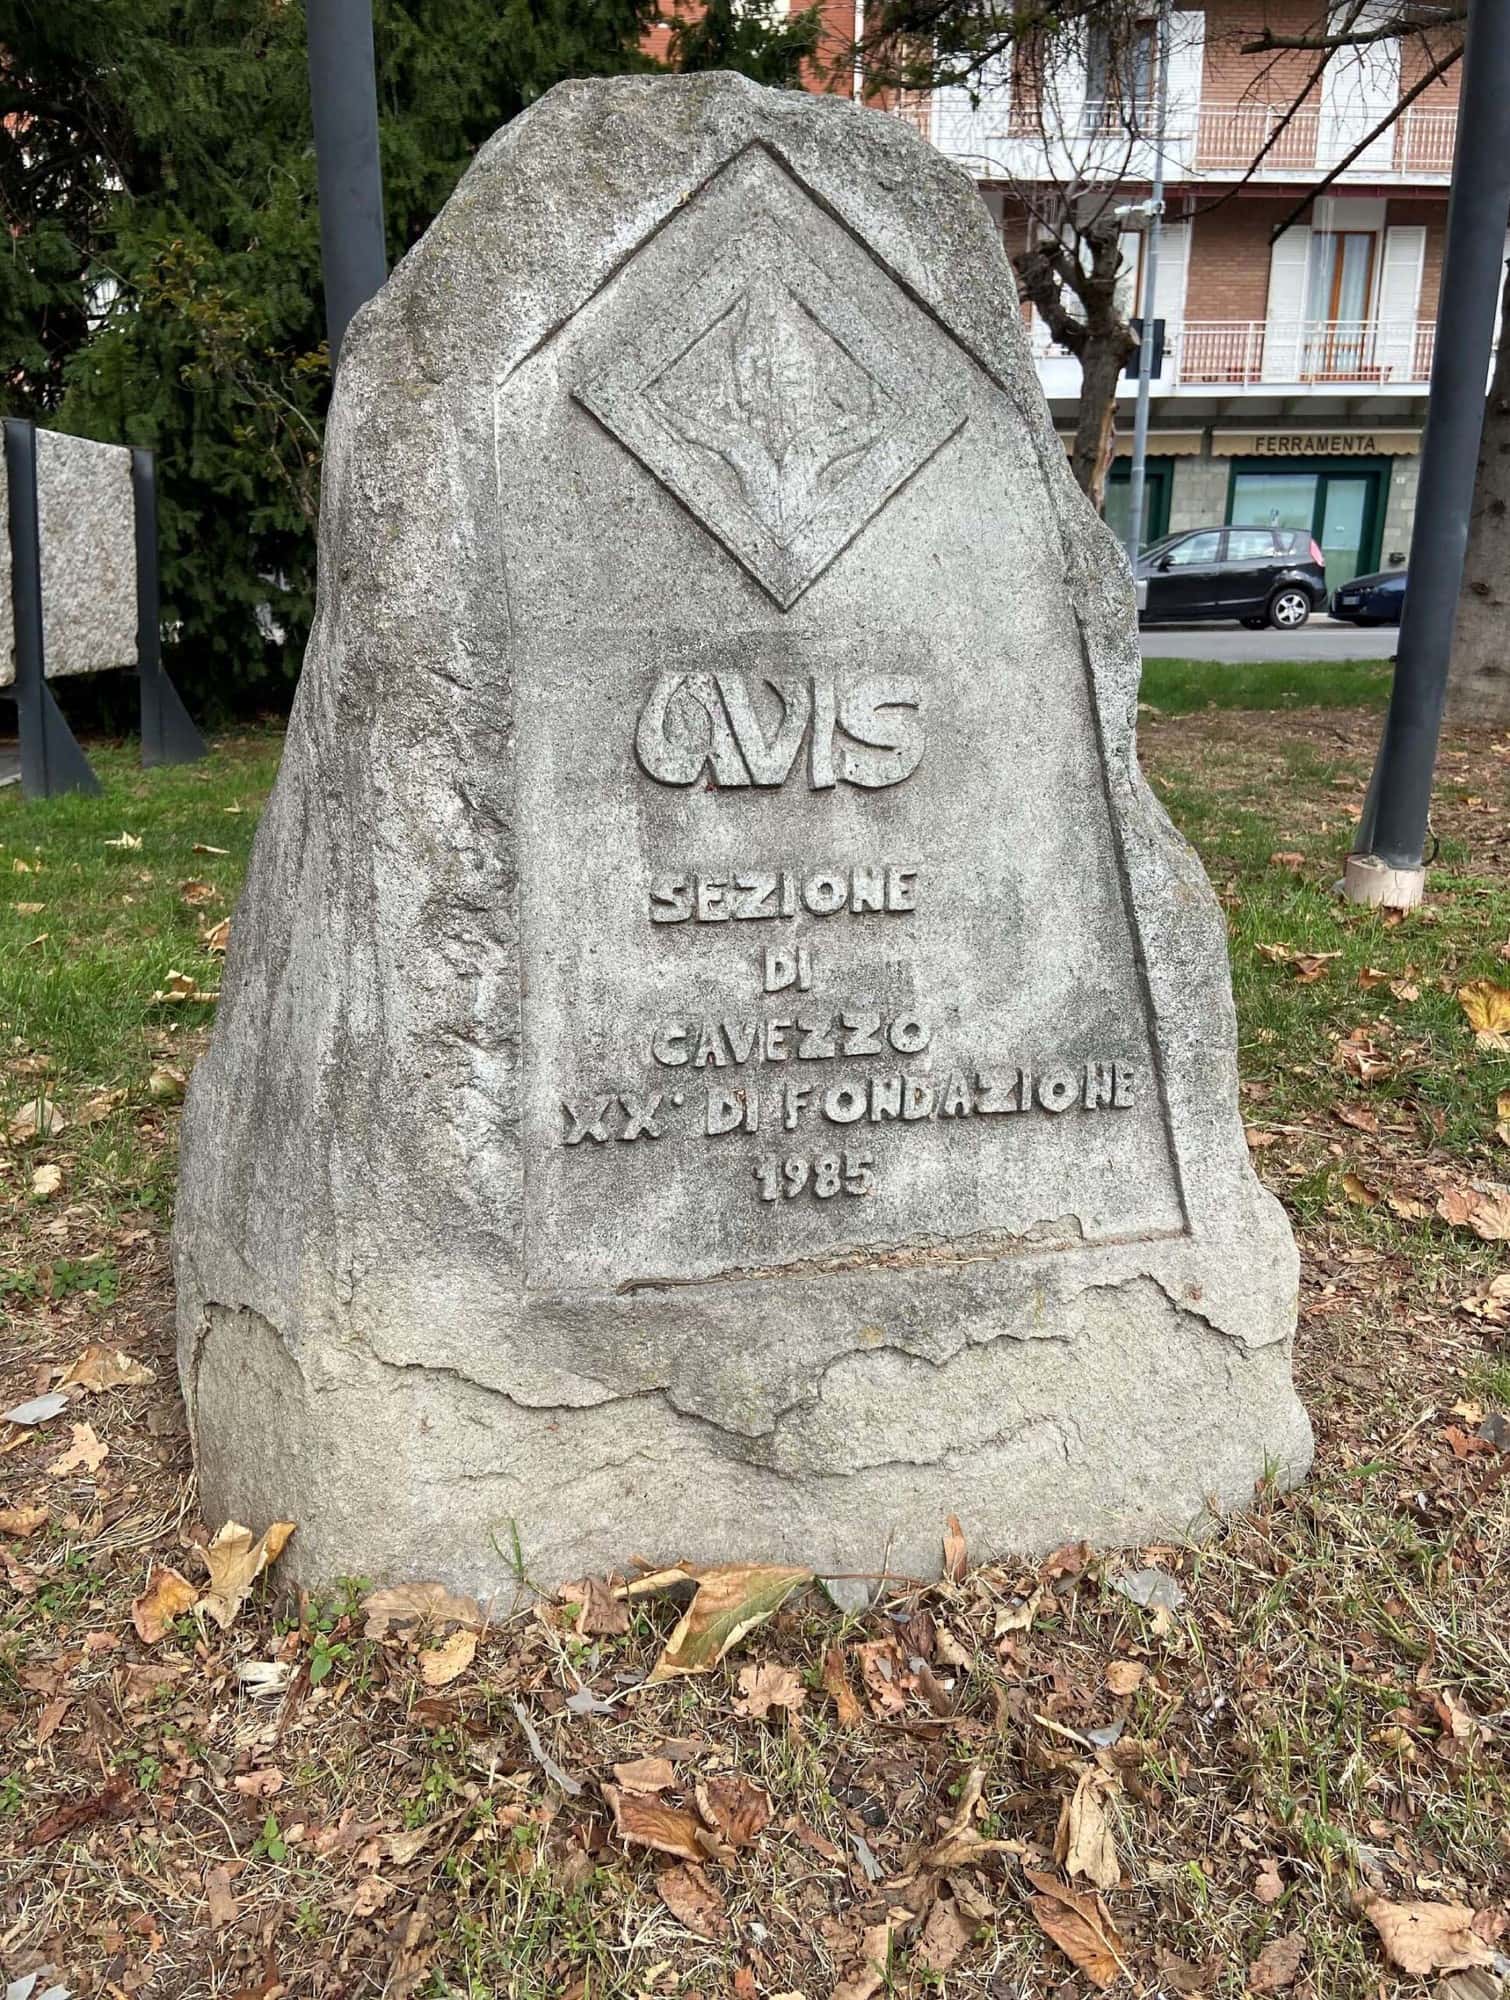 AVIS
SEZIONE
DI
CAVEZZO
XX° DI FONDAZIONE
1985
FERRAMENTA